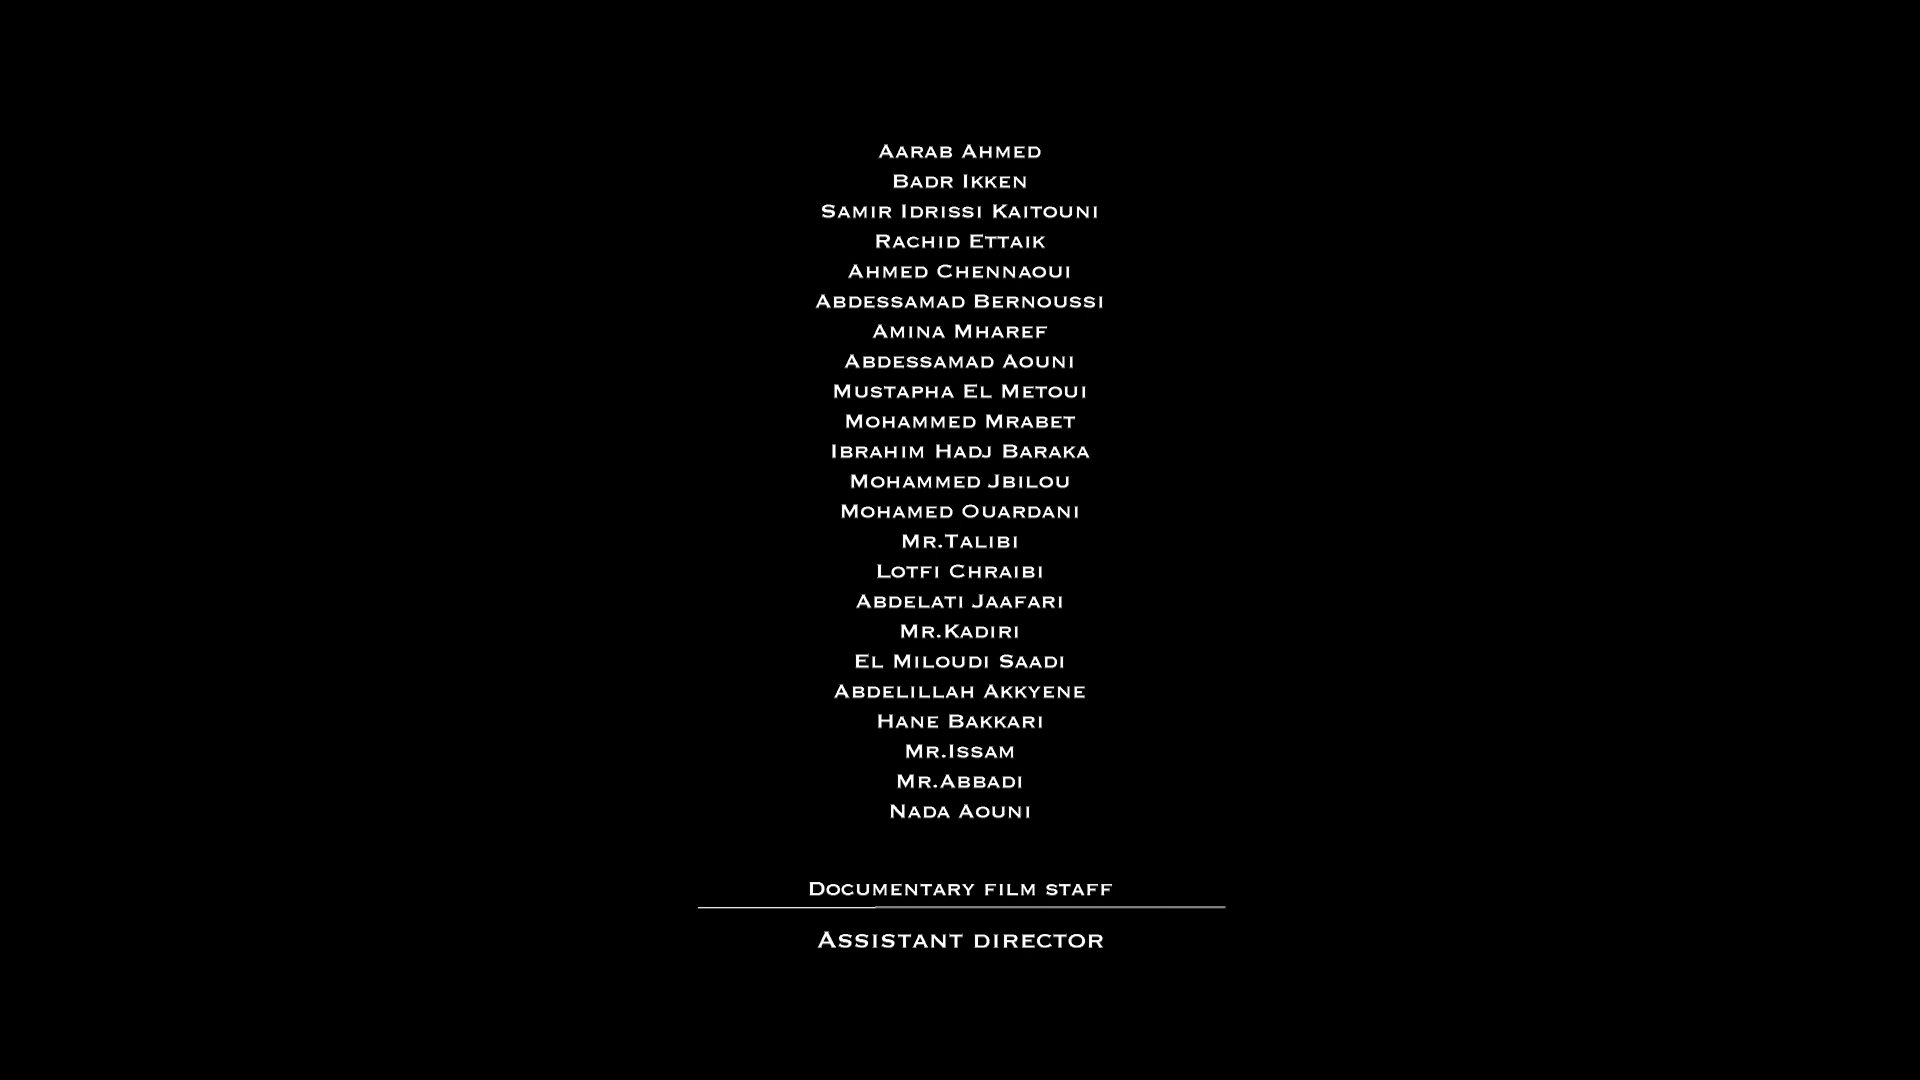 Aarab Ahmed
Badr Ikken
Samir Idrissi Kaitouni
Rachid Ettaik
Ahmed Chennaoui
Abdessamad Bernoussi
Amina Mharef
Abdessamad Aouni
Mustapha El Metoui
Mohammed Mrabet
Ibrahim Hadj Baraka
Mohammed Jbilou
Mohamed Ouardani
Mr.Talibi
Lotfi Chraibi
Abdelati Jaafari
Mr.Kadiri
El Miloudi Saadi
Abdelillah Akkyene
Hane Bakkari
Mr.Issam
Mr.Abbadi
Nada Aouni
Documentary film staff
Assistant director